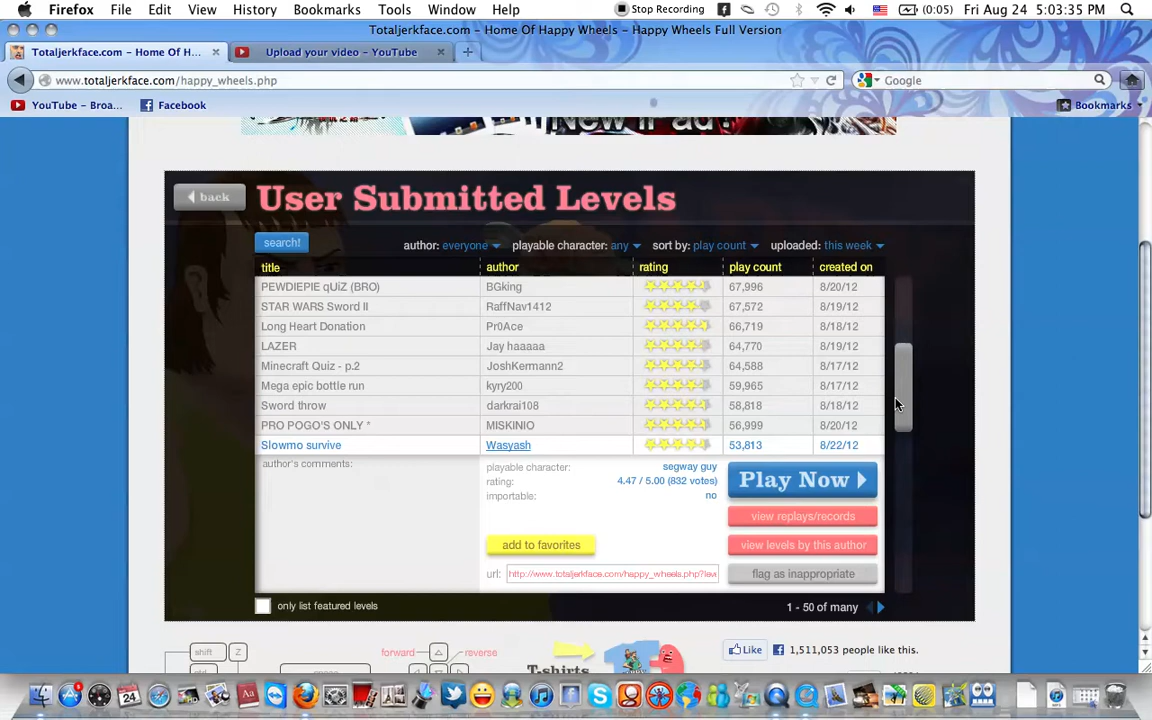 Firefox File Edit View History Bookmarks Tools Window Help Stop Recording (0:05) Fri Aug 24 5:03:35 PM
Totaljerkface.com – Home Of Happy Wheels – Happy Wheels Full Version
Totaljerkface.com – Home Of H... Upload your video – YouTube
www.totaljerkface.com/happy_wheels.php Google
YouTube – Broa... Facebook Bookmarks
New iPad?
back User Submitted Levels
search! author: everyone playable character: any sort by: play count uploaded: this week
title author rating play count created on
PEWDIEPIE qUiZ (BRO) BGking 67,996 8/20/12
STAR WARS Sword II RaffNav1412 67,572 8/19/12
Long Heart Donation Pr0Ace 66,719 8/18/12
LAZER Jay haaaaa 64,770 8/19/12
Minecraft Quiz - p.2 JoshKermann2 64,588 8/17/12
Mega epic bottle run kyry200 59,965 8/17/12
Sword throw darkrai108 58,818 8/18/12
PRO POGO'S ONLY * MISKINIO 56,999 8/20/12
Slowmo survive Wasyash 53,813 8/22/12
author's comments: playable character: segway guy Play Now
rating: 4.47 / 5.00 (832 votes)
importable: no
view replays/records
add to favorites view levels by this author
url: http://www.totaljerkface.com/happy_wheels.php?leve flag as inappropriate
only list featured levels 1 - 50 of many
shift Z forward reverse Like 1,511,053 people like this.
T-shirts